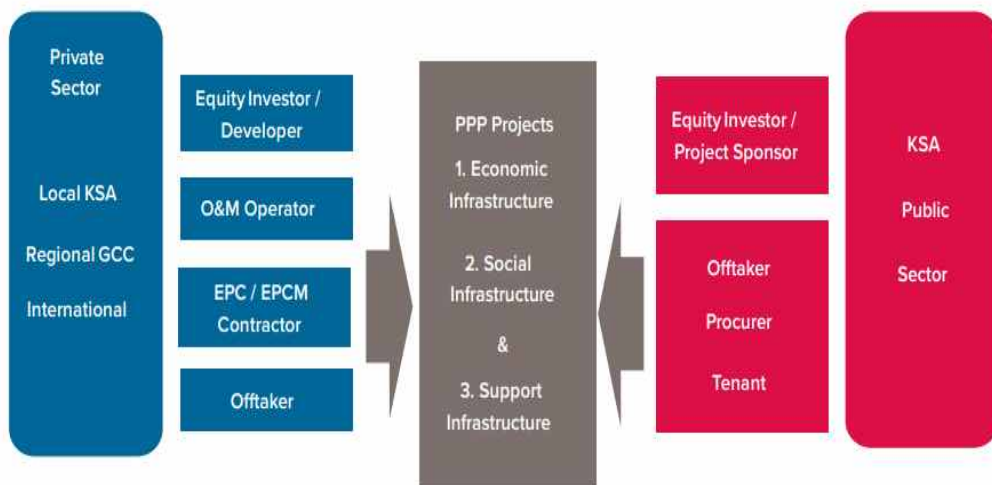 Private
Sector
Local KSA
Regional GCC
International
Equity Investor /
Developer
O&M Operator
EPC / EPCM
Contractor
Offtaker
PPP Projects
1. Economic
Infrastructure
2. Social
Infrastructure
&
3. Support
Infrastructure
Equity Investor /
Project Sponsor
Offtaker
Procurer
Tenant
KSA
Public
Sector